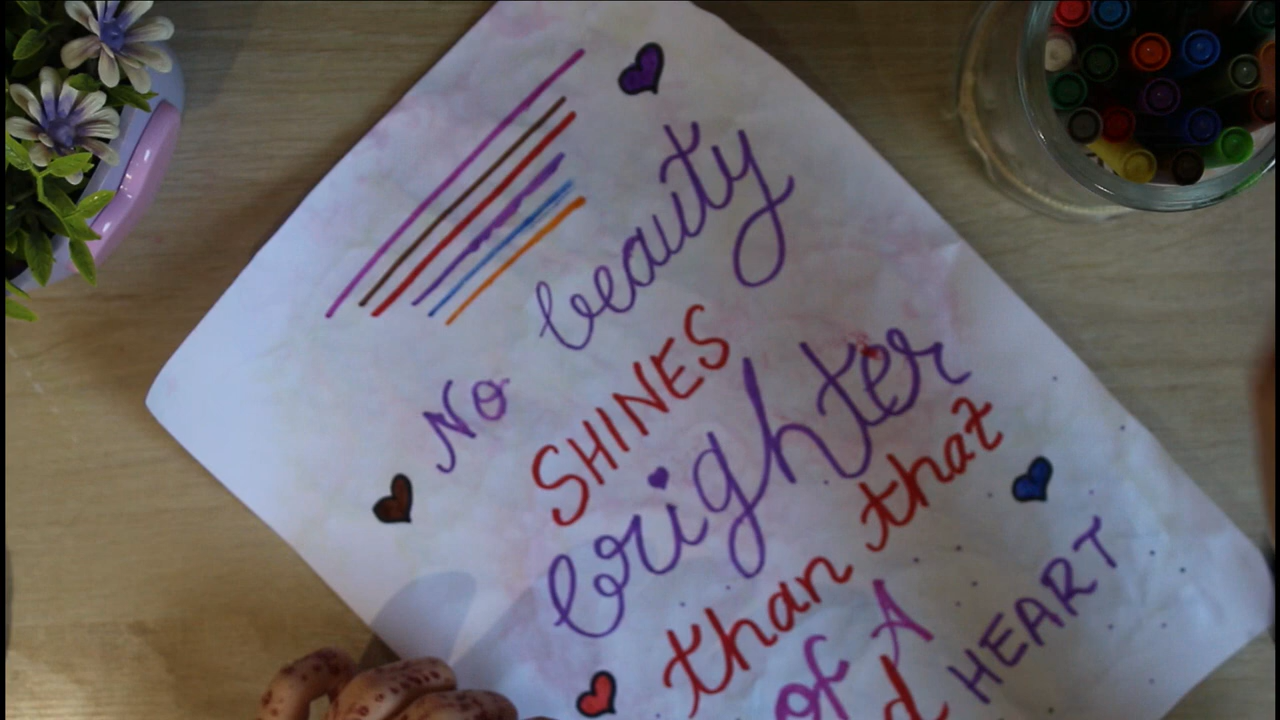 No beauty
SHINES
brighter
than that
of A
HEART